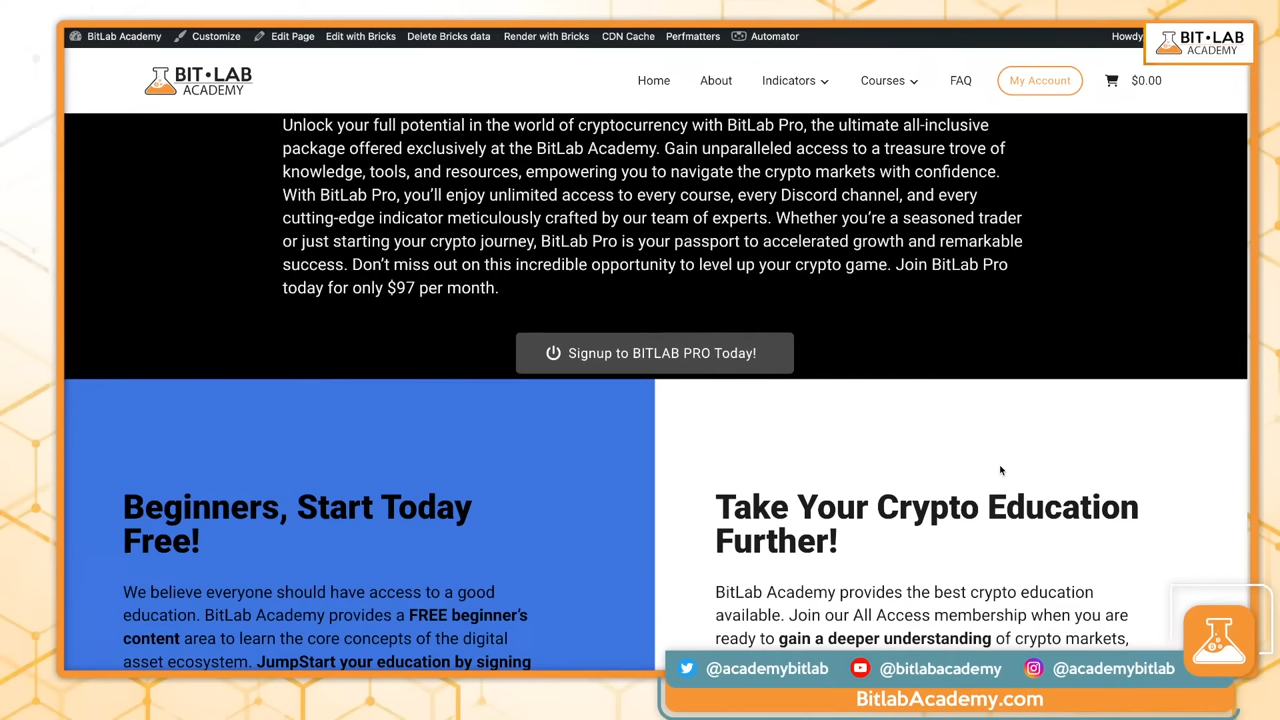 BitLab Academy Customize Edit Page Edit with Bricks Delete Bricks data Render with Bricks CDN Cache Perfmatters Automator Howdy
BIT•LAB
ACADEMY
BIT•LAB
ACADEMY
Home About Indicators Courses FAQ My Account $0.00
Unlock your full potential in the world of cryptocurrency with BitLab Pro, the ultimate all-inclusive
package offered exclusively at the BitLab Academy. Gain unparalleled access to a treasure trove of
knowledge, tools, and resources, empowering you to navigate the crypto markets with confidence.
With BitLab Pro, you’ll enjoy unlimited access to every course, every Discord channel, and every
cutting-edge indicator meticulously crafted by our team of experts. Whether you’re a seasoned trader
or just starting your crypto journey, BitLab Pro is your passport to accelerated growth and remarkable
success. Don’t miss out on this incredible opportunity to level up your crypto game. Join BitLab Pro
today for only $97 per month.
Signup to BITLAB PRO Today!
Beginners, Start Today
Free!
We believe everyone should have access to a good
education. BitLab Academy provides a FREE beginner’s
content area to learn the core concepts of the digital
asset ecosystem. JumpStart your education by signing
Take Your Crypto Education
Further!
BitLab Academy provides the best crypto education
available. Join our All Access membership when you are
ready to gain a deeper understanding of crypto markets,
@academybitlab @bitlabacademy @academybitlab
BitlabAcademy.com